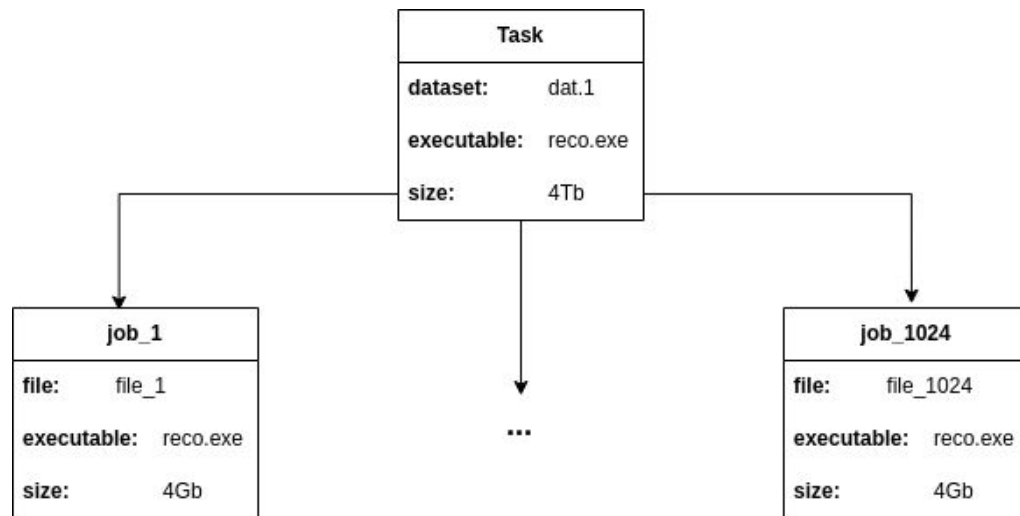 Task
dataset: dat.1
executable: reco.exe
size: 4Tb
job_1
file: file_1
executable: reco.exe
size: 4Gb
...
job_1024
file: file_1024
executable: reco.exe
size: 4Gb